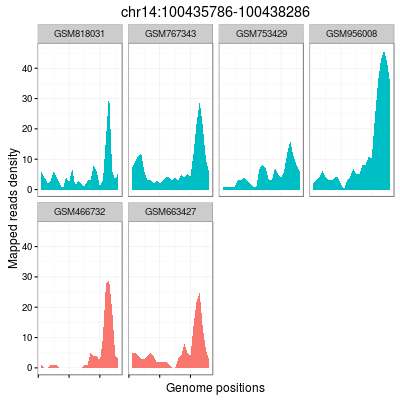 chr14:100435786-100438286
GSM818031 GSM767343 GSM753429 GSM956008
40
30
20
10
0
GSM466732 GSM663427
40
30
20
10
0
Mapped reads density
Genome positions